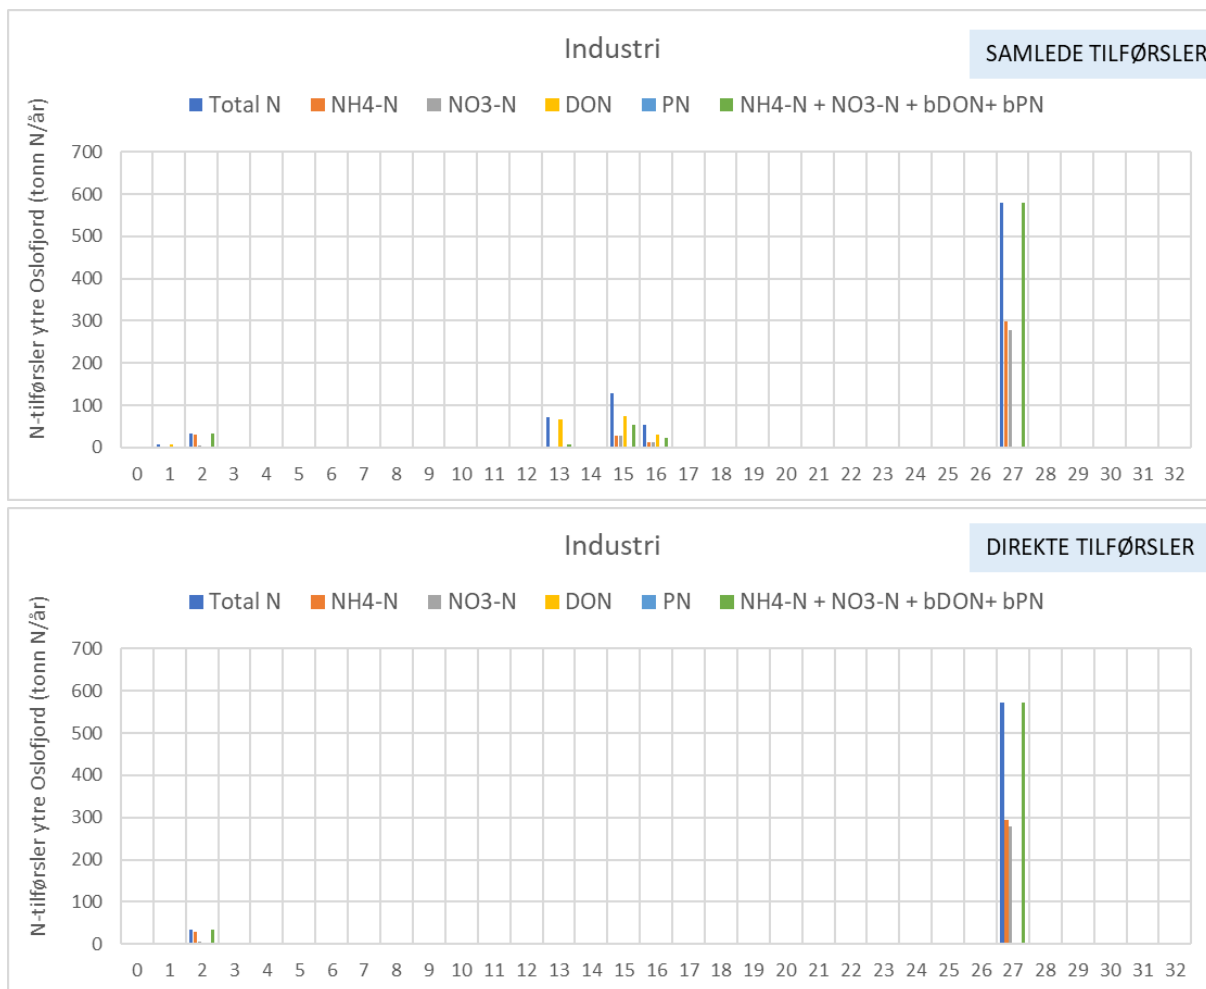 Industri
SAMLEDE TILFØRSLER
Total N NH4-N NO3-N DON PN NH4-N + NO3-N + bDON+ bPN
N-tilførsler ytre Oslofjord (tonn N/år)
700
600
500
400
300
200
100
0
0 1 2 3 4 5 6 7 8 9 10 11 12 13 14 15 16 17 18 19 20 21 22 23 24 25 26 27 28 29 30 31 32
Industri
DIREKTE TILFØRSLER
Total N NH4-N NO3-N DON PN NH4-N + NO3-N + bDON+ bPN
N-tilførsler ytre Oslofjord (tonn N/år)
700
600
500
400
300
200
100
0
0 1 2 3 4 5 6 7 8 9 10 11 12 13 14 15 16 17 18 19 20 21 22 23 24 25 26 27 28 29 30 31 32